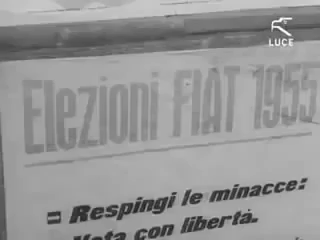 LUCE
Elezioni FIAT 1955
= Respingi le minacce:
Vota con libertà.